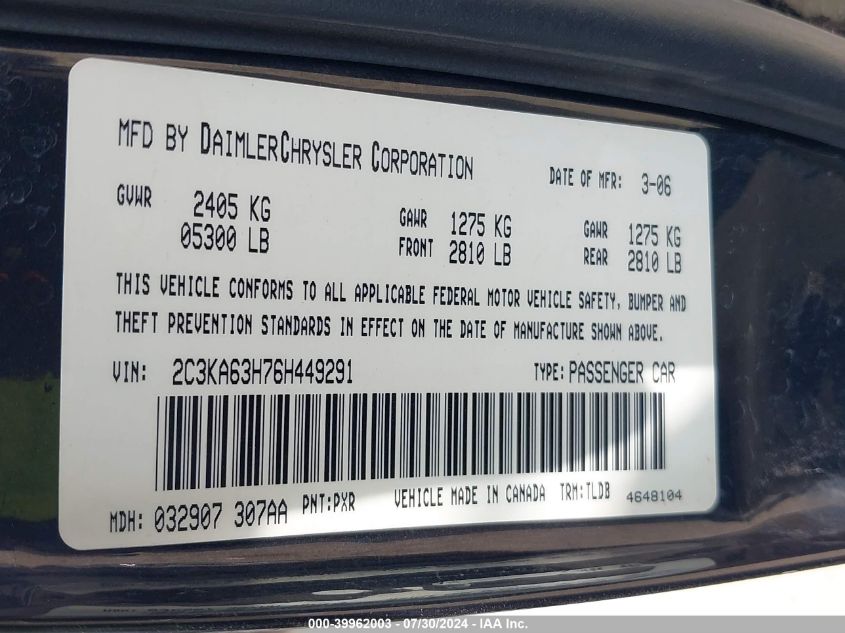 MFD BY DAIMLERCHRYSLER CORPORATION DATE OF MFR: 3-06
GVWR 2405 KG GAWR 1275 KG GAWR 1275 KG
05300 LB FRONT 2810 LB REAR 2810 LB
THIS VEHICLE CONFORMS TO ALL APPLICABLE FEDERAL MOTOR VEHICLE SAFETY, BUMPER AND
THEFT PREVENTION STANDARDS IN EFFECT ON THE DATE OF MANUFACTURE SHOWN ABOVE.
VIN: 2C3KA63H76H449291 TYPE: PASSENGER CAR
MDH: 032907 307AA PNT:PXR VEHICLE MADE IN CANADA TRM:TLDB 4648104
000-39962003 - 07/30/2024 - IAA Inc.